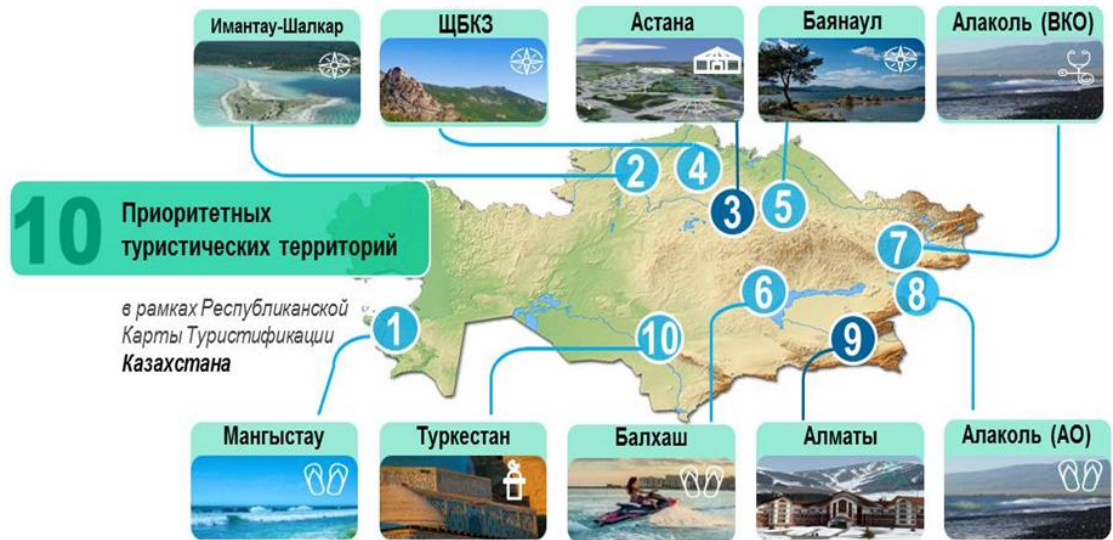 Имантау-Шалкар
ЩБКЗ
Астана
Баянаул
Алаколь (ВКО)
10
Приоритетных
туристических территорий
в рамках Республиканской
Карты Туристификации
Казахстана
1
2
3
4
5
6
7
8
9
10
Мангыстау
Туркестан
Балхаш
Алматы
Алаколь (АО)